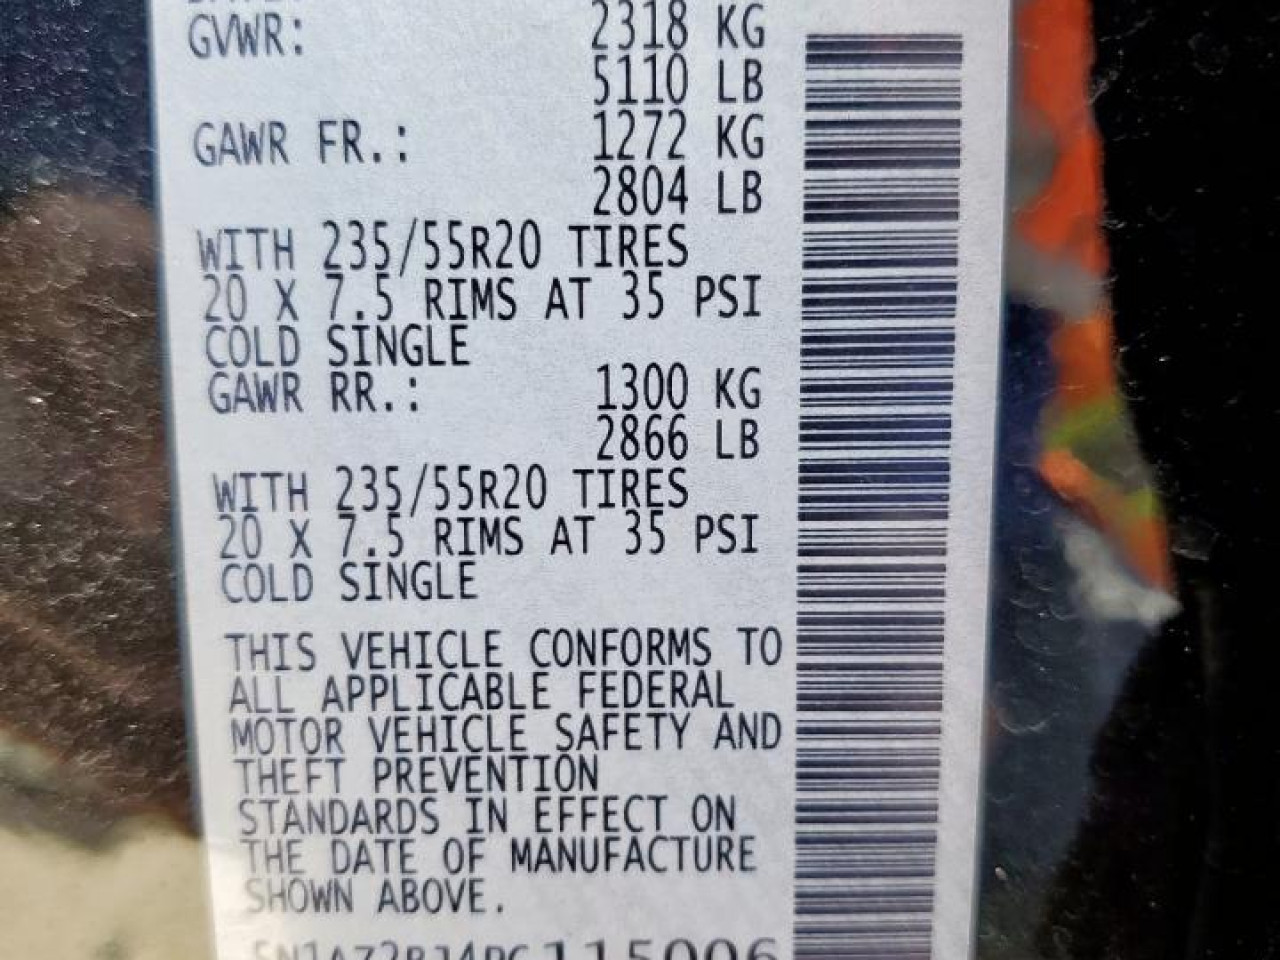 GVWR: 2318 KG
5110 LB
GAWR FR.: 1272 KG
2804 LB
WITH 235/55R20 TIRES
20 X 7.5 RIMS AT 35 PSI
COLD SINGLE
GAWR RR.: 1300 KG
2866 LB
WITH 235/55R20 TIRES
20 X 7.5 RIMS AT 35 PSI
COLD SINGLE
THIS VEHICLE CONFORMS TO
ALL APPLICABLE FEDERAL
MOTOR VEHICLE SAFETY AND
THEFT PREVENTION
STANDARDS IN EFFECT ON
THE DATE OF MANUFACTURE
SHOWN ABOVE.